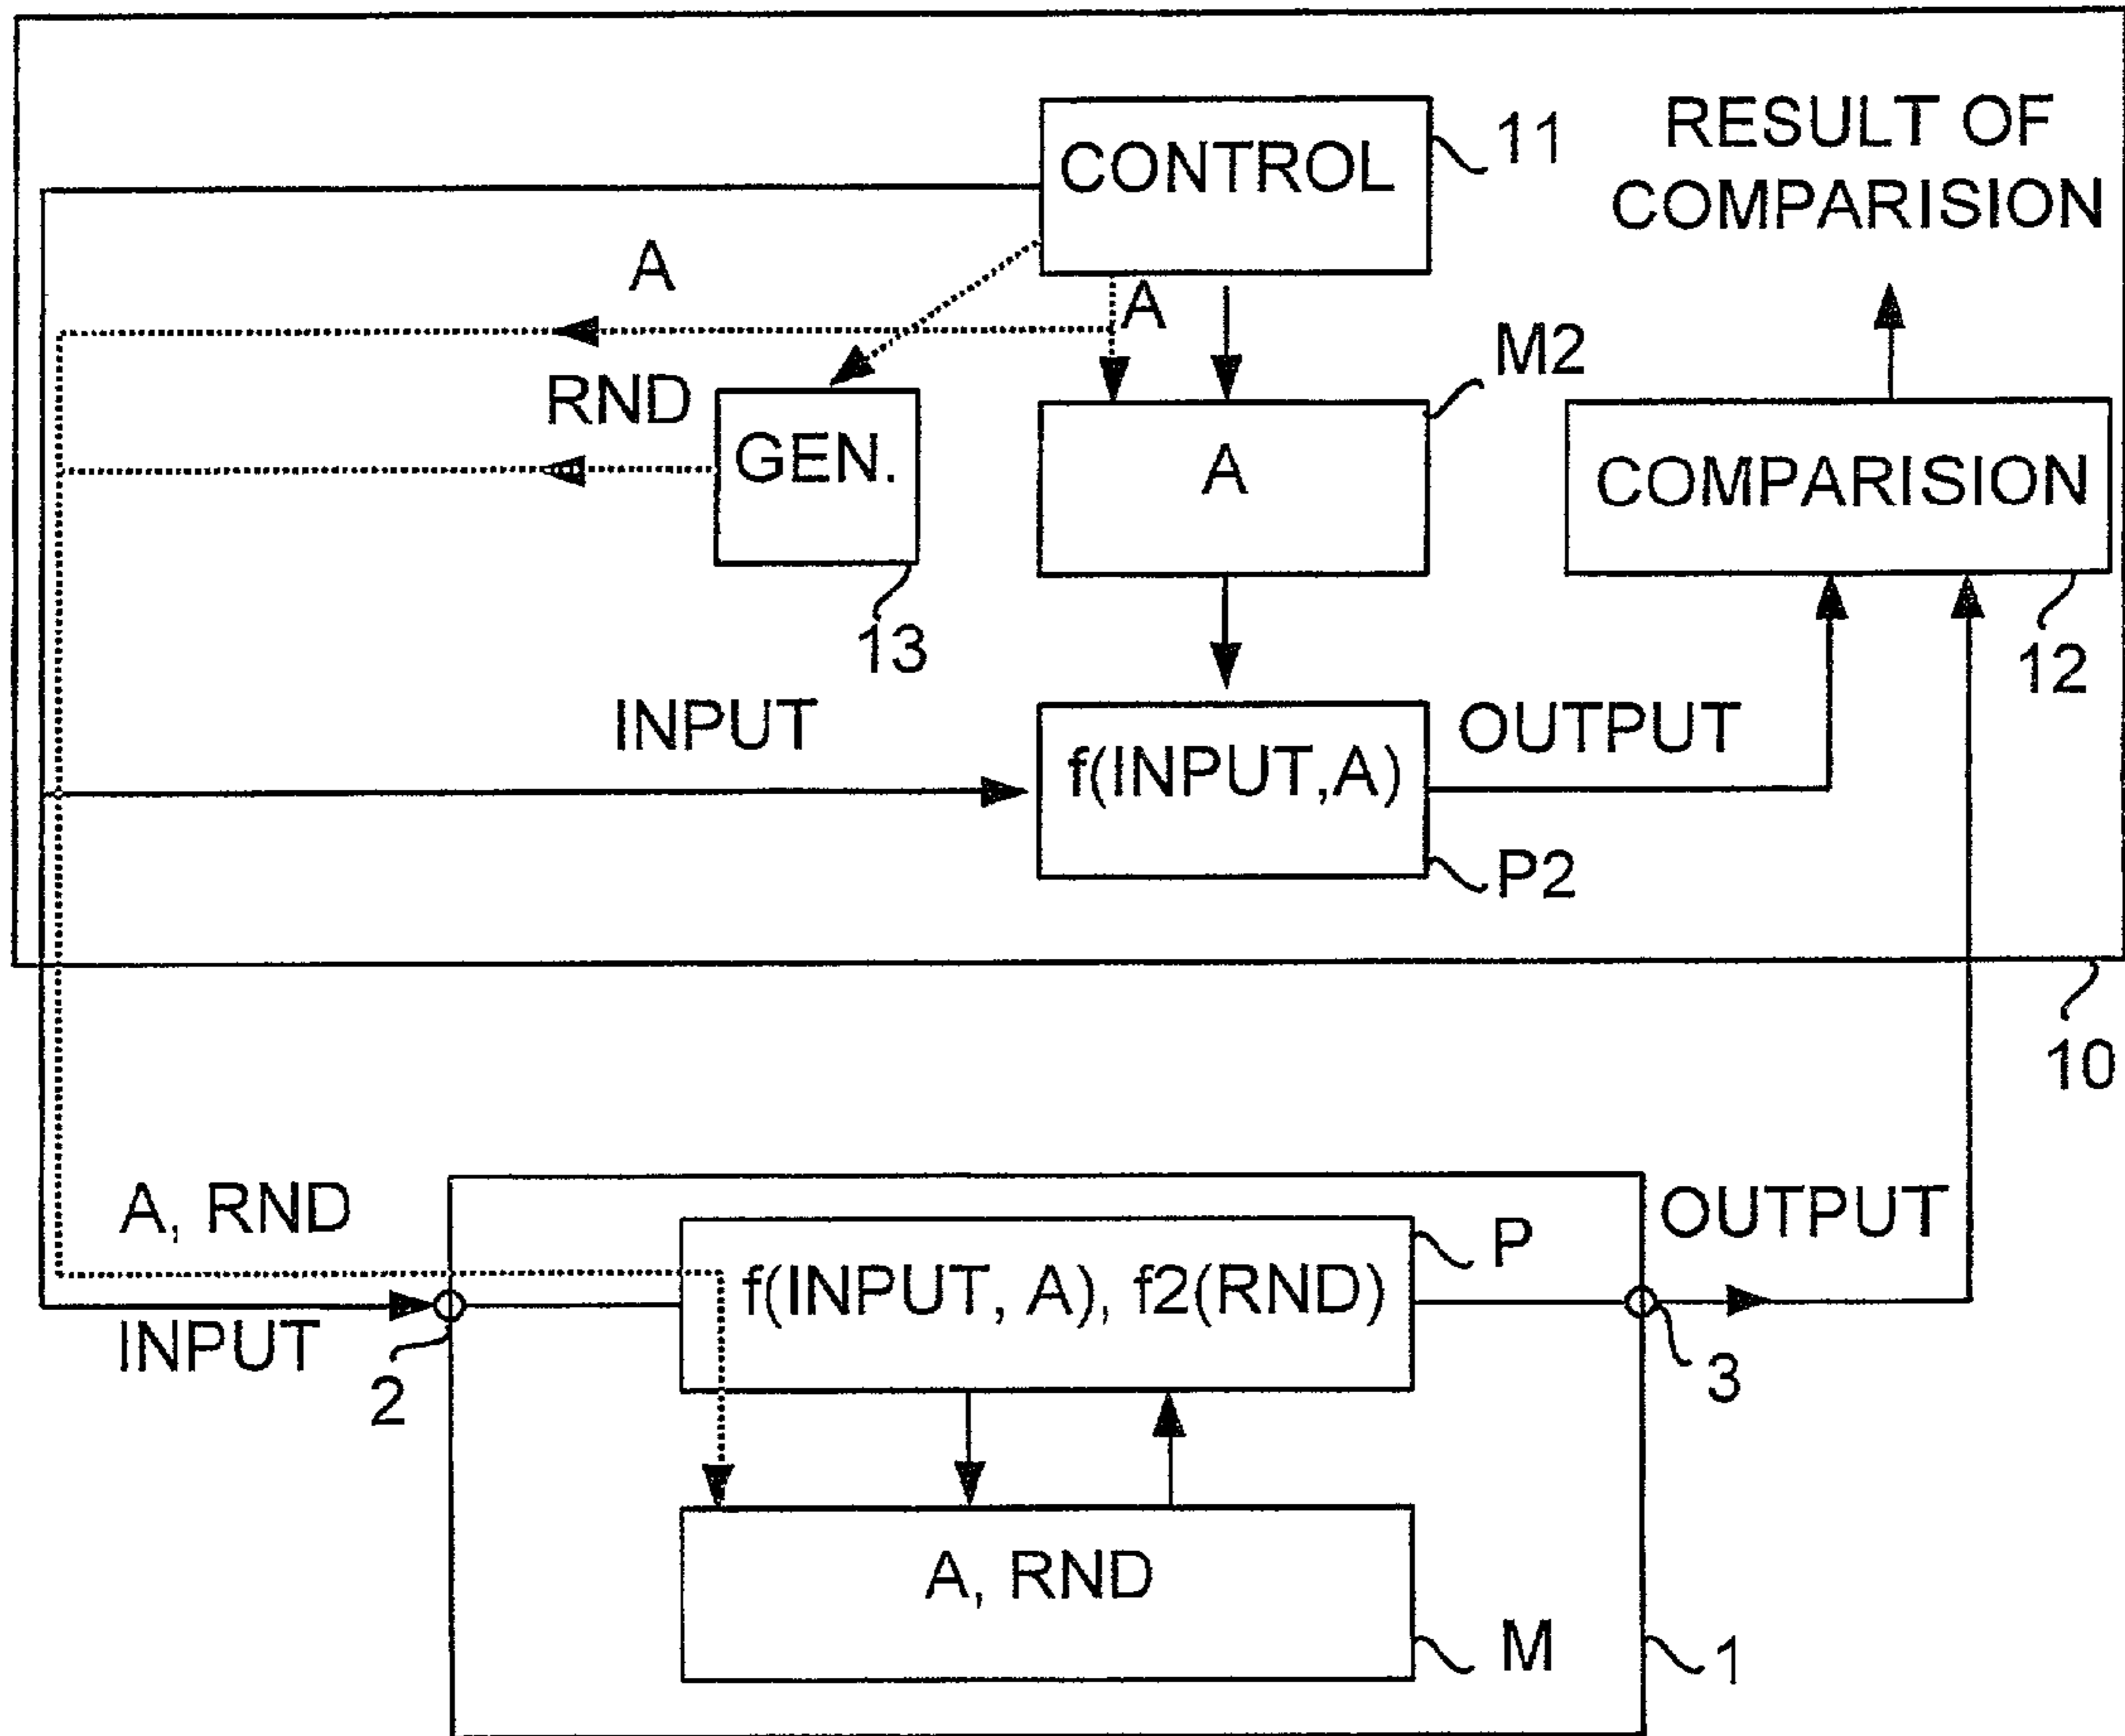 CONTROL
11
RESULT OF
COMPARISION
A
A
M2
RND
GEN.
A
COMPARISION
13
12
INPUT
f(INPUT,A)
OUTPUT
P2
10
A, RND
f(INPUT, A), f2(RND)
P
OUTPUT
INPUT
2
3
A, RND
M
1